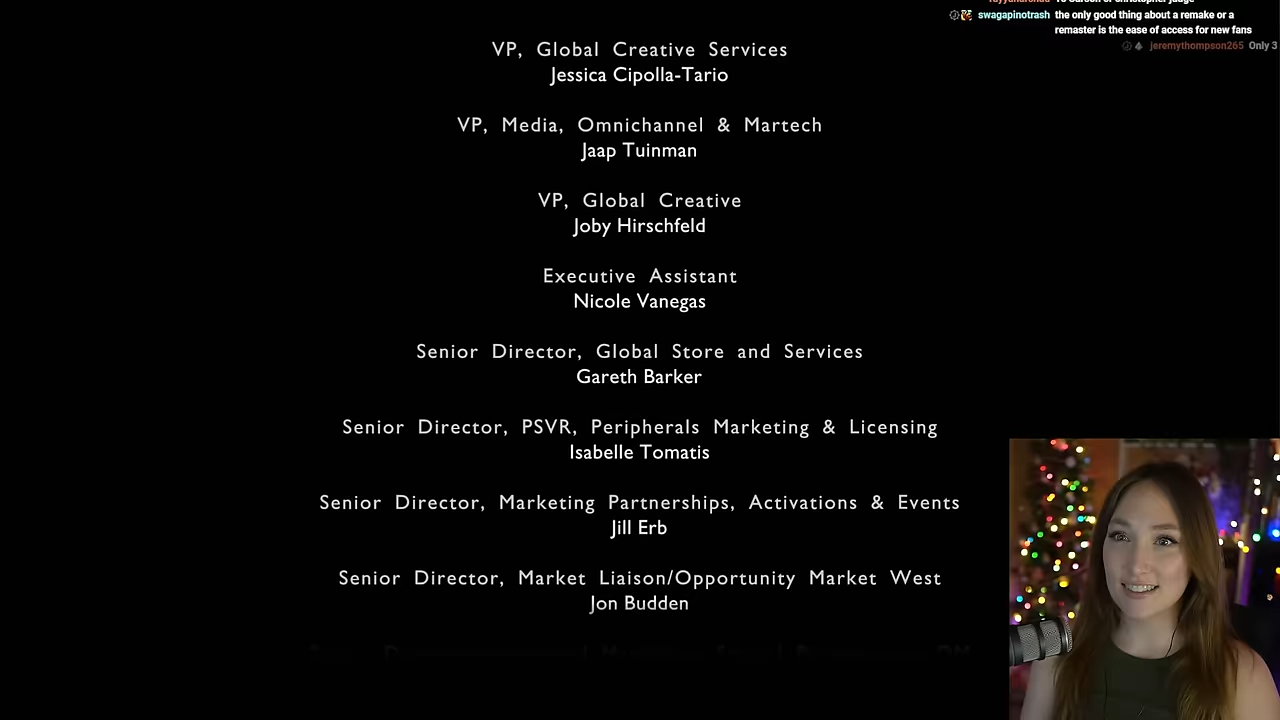 VP, Global Creative Services
Jessica Cipolla-Tario
VP, Media, Omnichannel & Martech
Jaap Tuinman
VP, Global Creative
Joby Hirschfeld
Executive Assistant
Nicole Vanegas
Senior Director, Global Store and Services
Gareth Barker
Senior Director, PSVR, Peripherals Marketing & Licensing
Isabelle Tomatis
Senior Director, Marketing Partnerships, Activations & Events
Jill Erb
Senior Director, Market Liaison/Opportunity Market West
Jon Budden
swagapinotrash the only good thing about a remake or a
remaster is the ease of access for new fans
jeremythompson265 Only 3